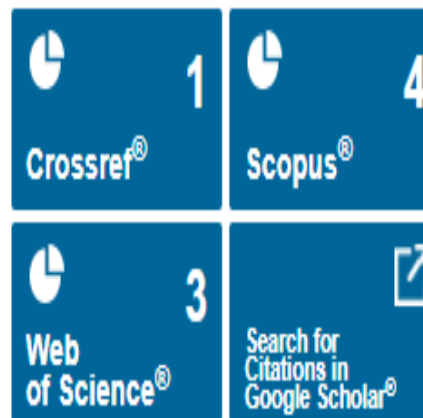 1
Crossref®
4
Scopus®
3
Web
of Science®
Search for
Citations in
Google Scholar®